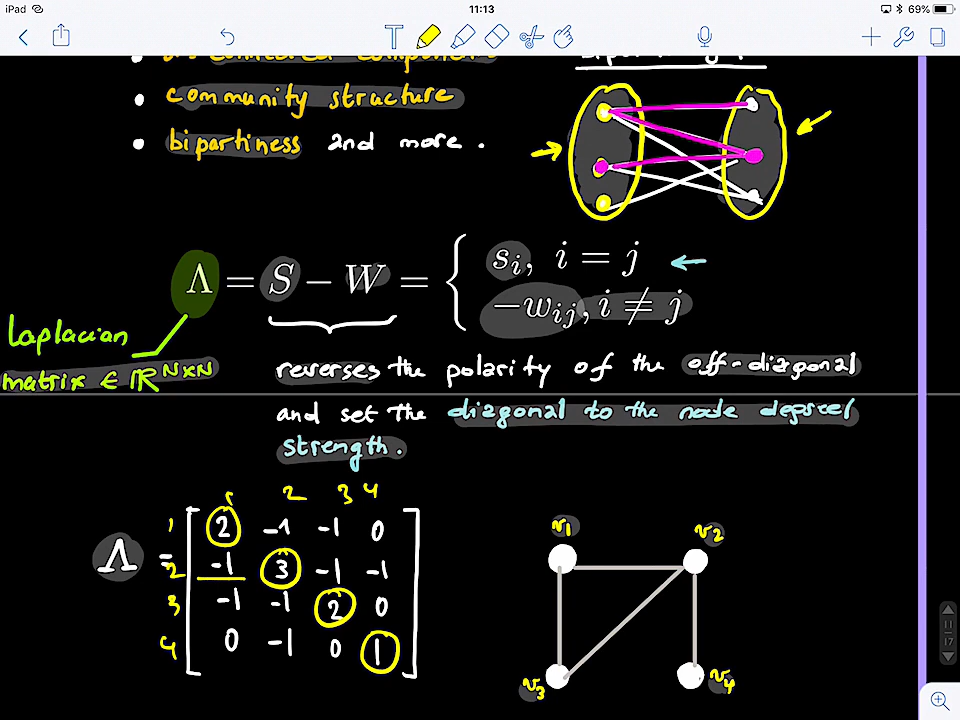 iPad 11:13 69%
community structure
bipartiness and more.
Λ = S − W = { s_i, i = j
−w_ij, i ≠ j
Laplacian
matrix ∈ ℝ^N×N
reverses the polarity of the off-diagonal
and set the diagonal to the node degree/
strength.
1 2 3 4
Λ = 1 [ 2 -1 -1 0
2 -1 3 -1 -1
3 -1 -1 2 0
4 0 -1 0 1 ]
v1 v2
v3 v4
11
17